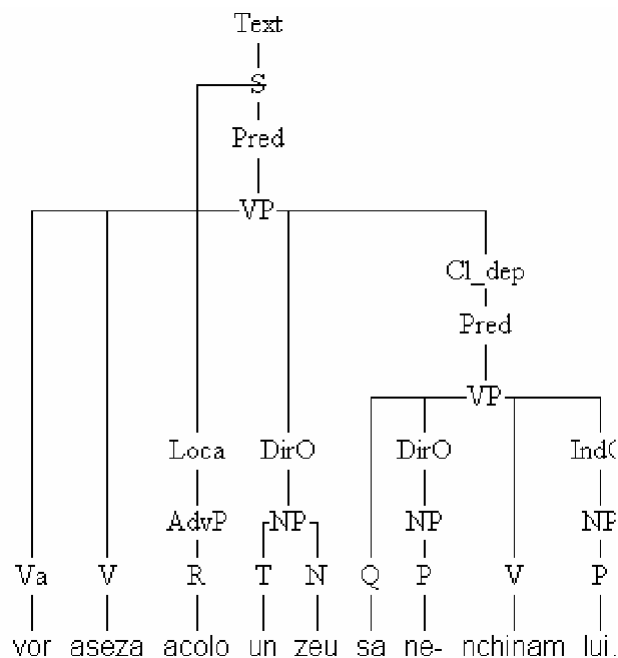 Text
S
Pred
VP
Cl_dep
Pred
VP
Loca DirO DirO IndO
AdvP NP NP NP
Va V R T N Q P V P
vor aseza acolo un zeu sa ne- nchinam lui.